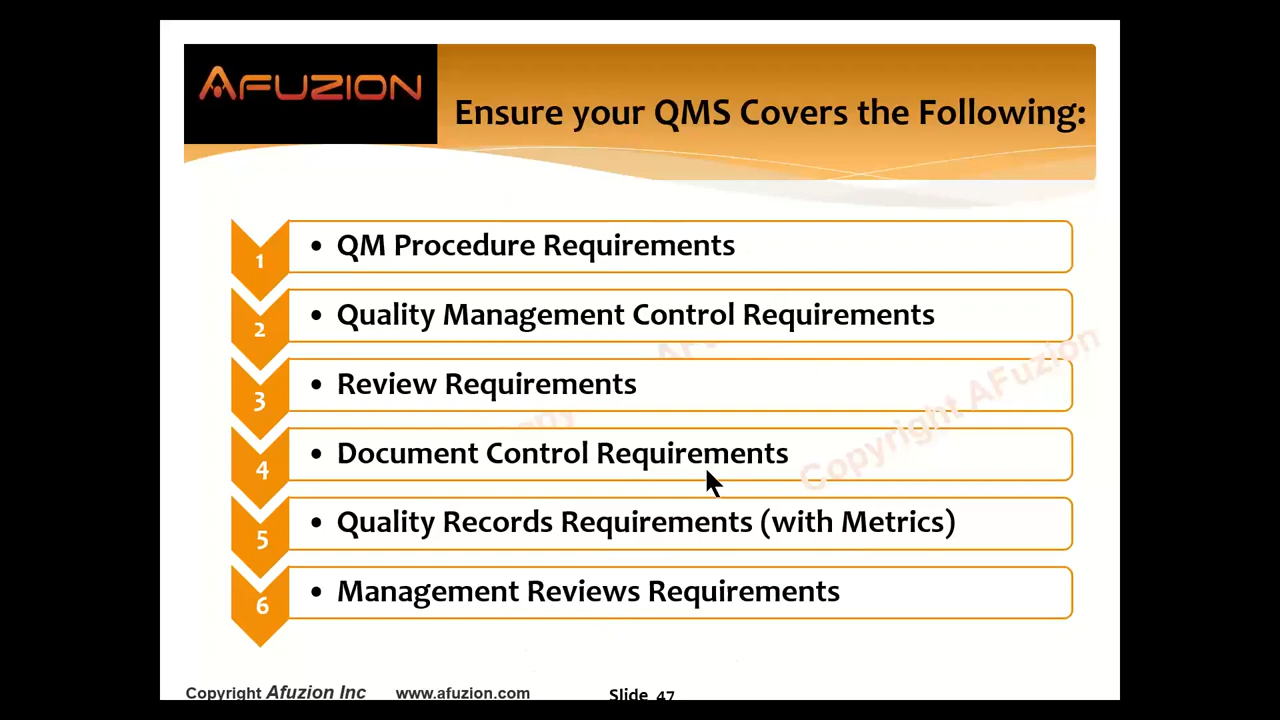 AFUZION
Ensure your QMS Covers the Following:
1 • QM Procedure Requirements
2 • Quality Management Control Requirements
3 • Review Requirements
4 • Document Control Requirements
5 • Quality Records Requirements (with Metrics)
6 • Management Reviews Requirements
Copyright AFuzion
Copyright Afuzion Inc www.afuzion.com Slide 47